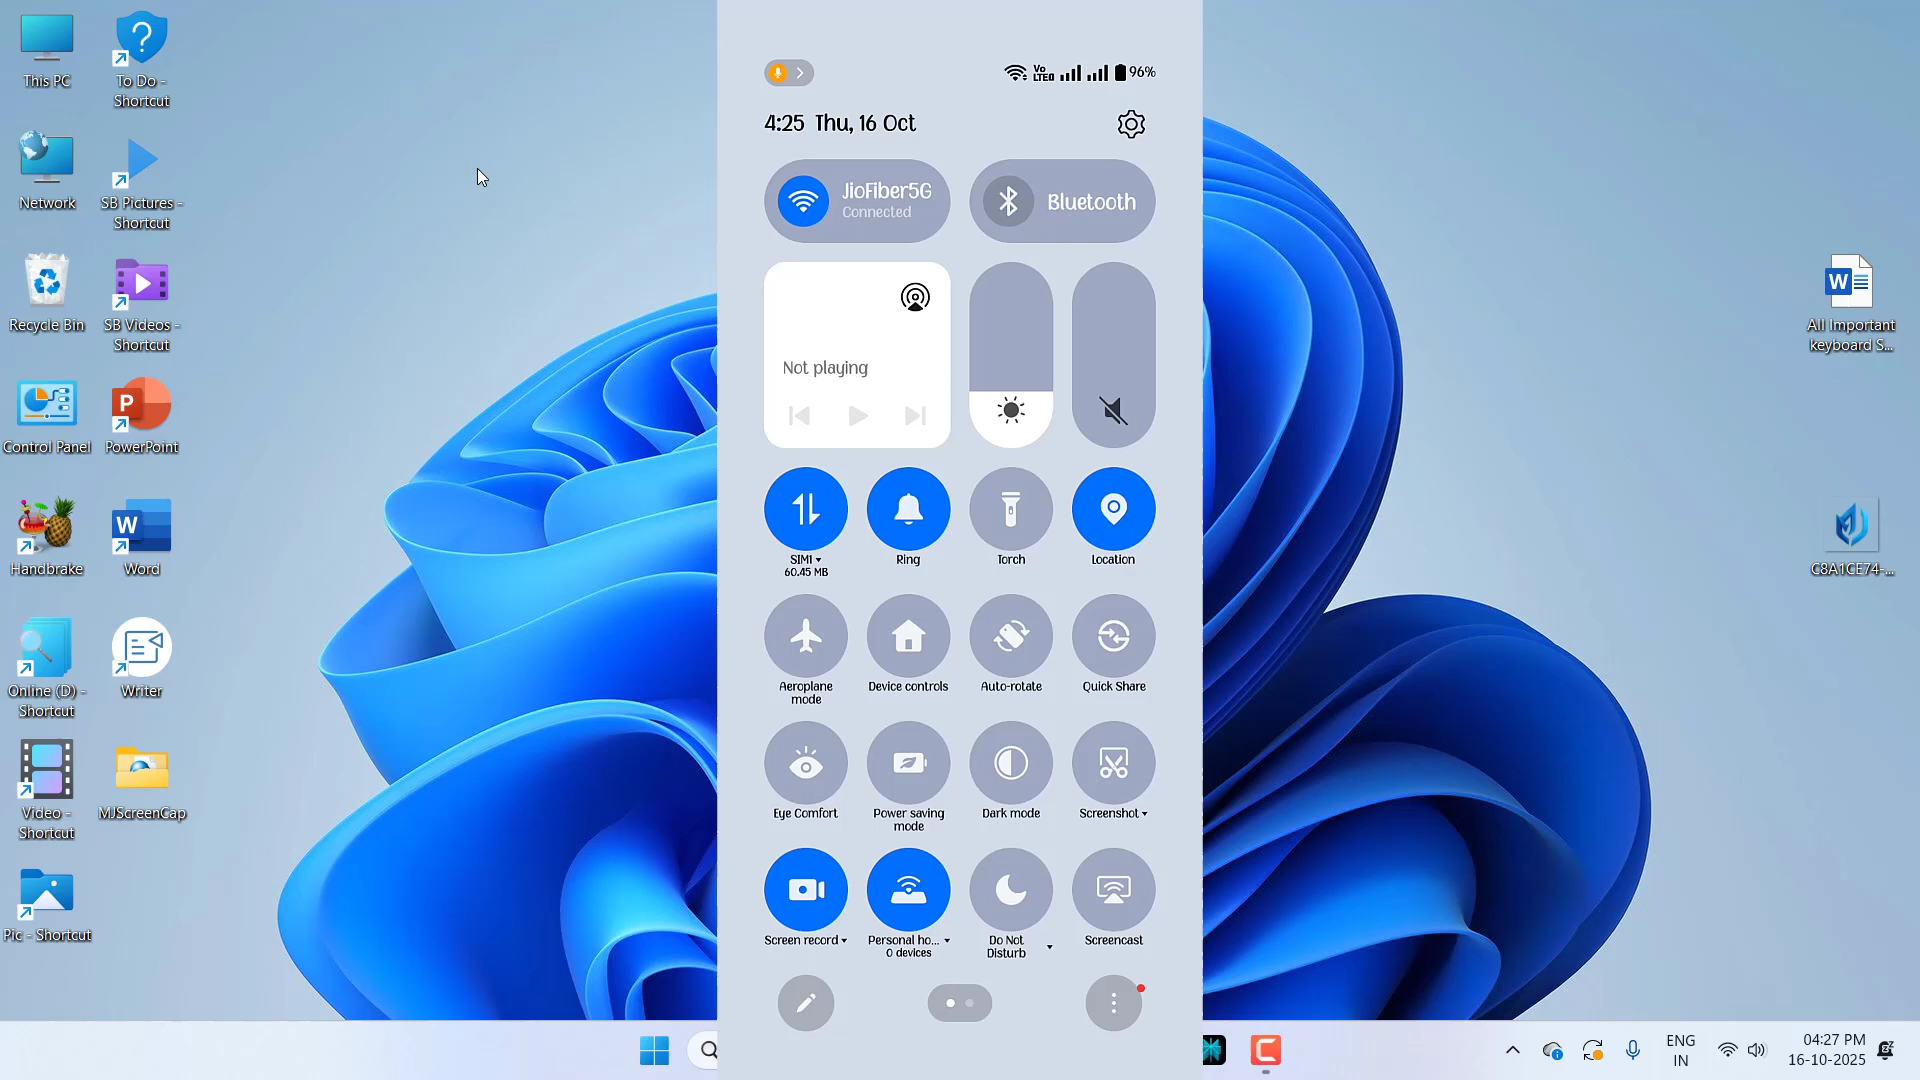 This PC
To Do -
Shortcut
Network
SB Pictures -
Shortcut
Recycle Bin
SB Videos -
Shortcut
Control Panel
PowerPoint
Handbrake
Word
Online (D) -
Shortcut
Writer
Video -
Shortcut
MJScreenCap
Pic - Shortcut
Vo
LTE
96%
4:25 Thu, 16 Oct
JioFiber5G
Connected
Bluetooth
Not playing
SIM1
60.45 MB
Ring
Torch
Location
Aeroplane
mode
Device controls
Auto-rotate
Quick Share
Eye Comfort
Power saving
mode
Dark mode
Screenshot
Screen record
Personal ho...
0 devices
Do Not
Disturb
Screencast
All Important
keyboard S...
C8A1CE74-...
ENG
IN
04:27 PM
16-10-2025